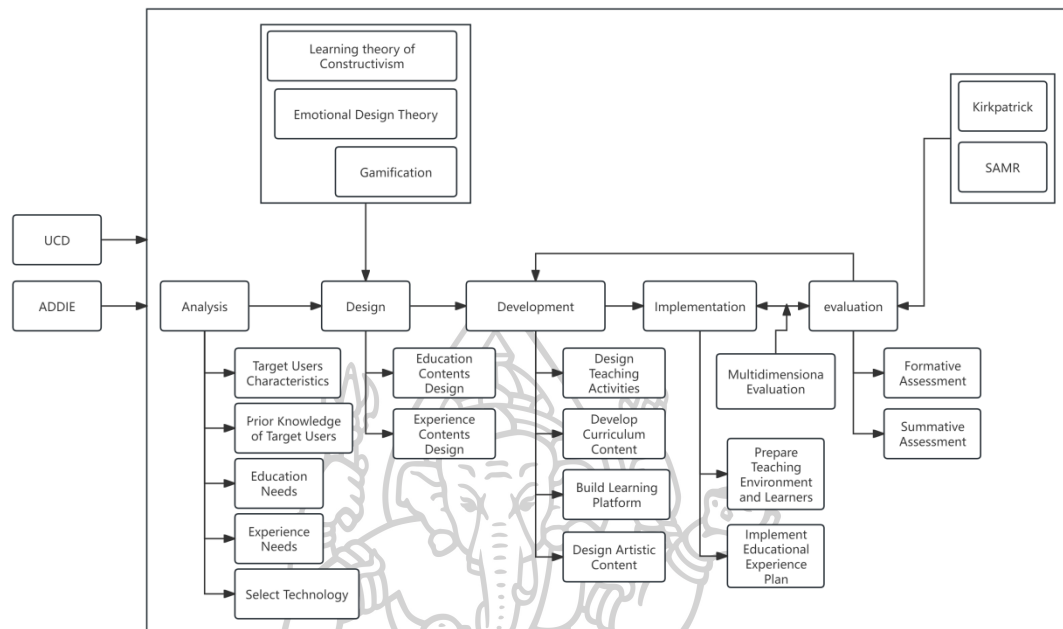 Learning theory of
Constructivism
Emotional Design Theory
Gamification
Kirkpatrick
SAMR
UCD
ADDIE
Analysis
Design
Development
Implementation
evaluation
Target Users
Characteristics
Prior Knowledge
of Target Users
Education
Needs
Experience
Needs
Select Technology
Education
Contents
Design
Experience
Contents
Design
Design
Teaching
Activities
Develop
Curriculum
Content
Build Learning
Platform
Design Artistic
Content
Multidimensiona
Evaluation
Prepare
Teaching
Environment
and Learners
Implement
Educational
Experience
Plan
Formative
Assessment
Summative
Assessment